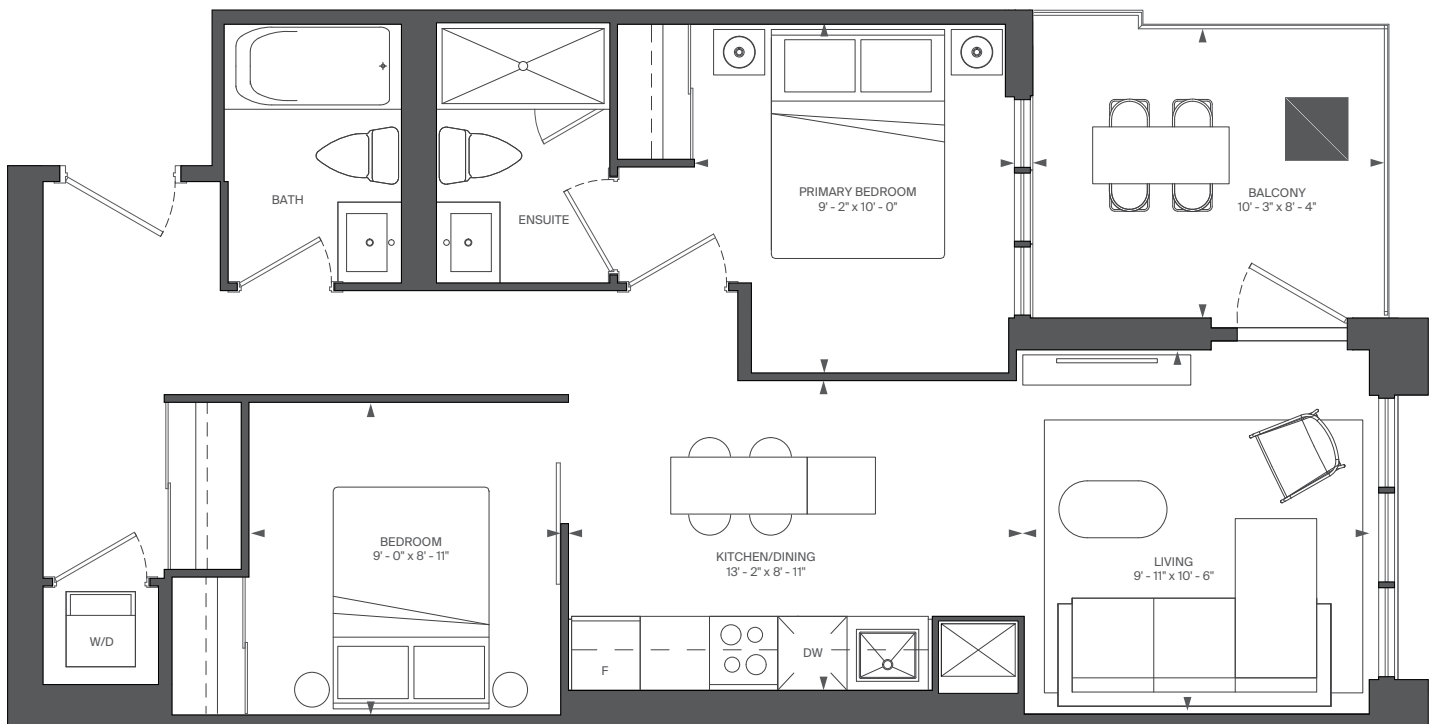 BATH
ENSUITE
PRIMARY BEDROOM
9' - 2" x 10' - 0"
BALCONY
10' - 3" x 8' - 4"
BEDROOM
9' - 0" x 8' - 11"
KITCHEN/DINING
13' - 2" x 8' - 11"
LIVING
9' - 11" x 10' - 6"
W/D
F
DW